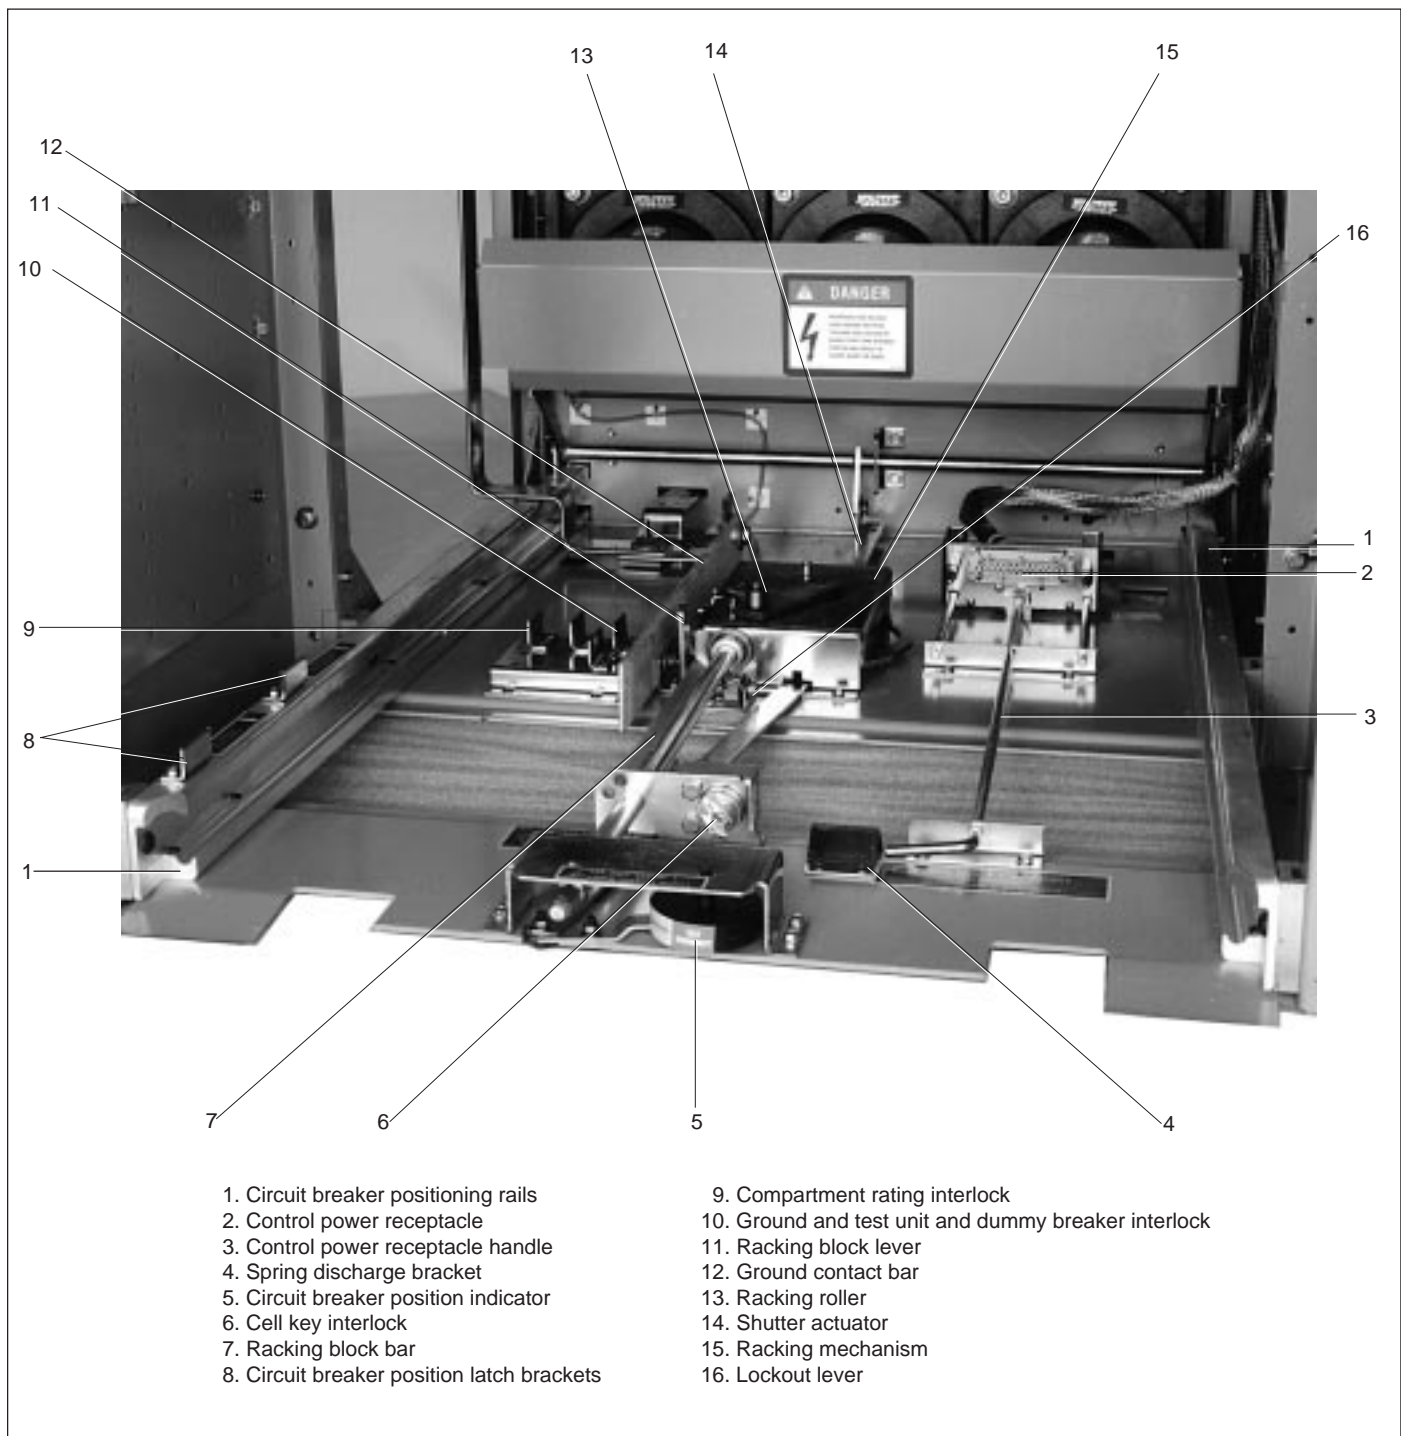 13
14
15
12
11
10
16
DANGER
1
2
9
3
8
1
7
6
5
4
1. Circuit breaker positioning rails
2. Control power receptacle
3. Control power receptacle handle
4. Spring discharge bracket
5. Circuit breaker position indicator
6. Cell key interlock
7. Racking block bar
8. Circuit breaker position latch brackets
9. Compartment rating interlock
10. Ground and test unit and dummy breaker interlock
11. Racking block lever
12. Ground contact bar
13. Racking roller
14. Shutter actuator
15. Racking mechanism
16. Lockout lever